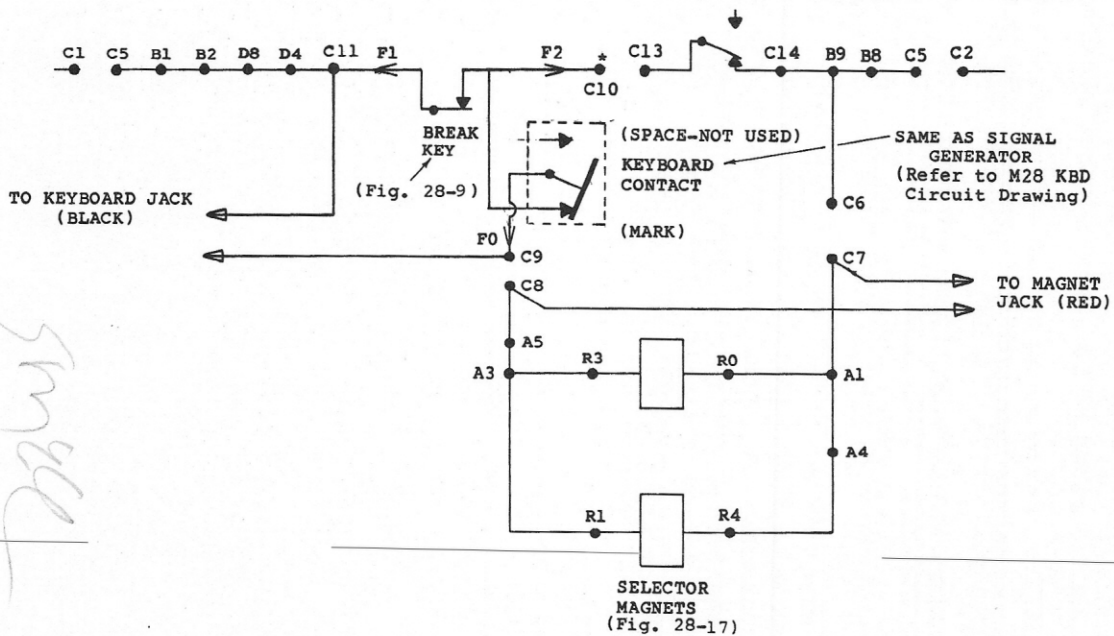 C1 C5 B1 B2 D8 D4 C11 F1 F2 * C10 C13 C14 B9 B8 C5 C2
BREAK
KEY
(Fig. 28-9)
(SPACE-NOT USED)
KEYBOARD
CONTACT
(MARK)
SAME AS SIGNAL
GENERATOR
(Refer to M28 KBD
Circuit Drawing)
TO KEYBOARD JACK
(BLACK)
C6
F0
C9
C7
C8
TO MAGNET
JACK (RED)
A5
A3 R3 R0 A1
A4
R1 R4
SELECTOR
MAGNETS
(Fig. 28-17)